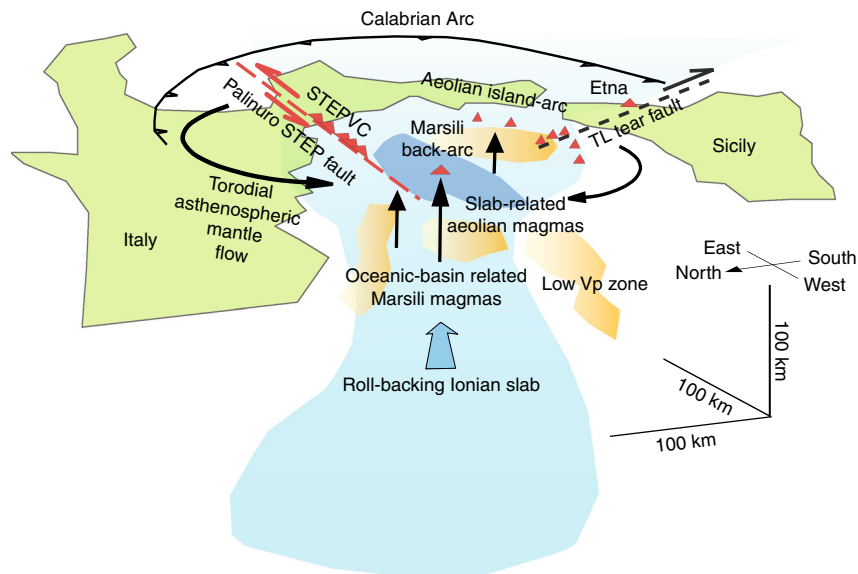 Calabrian Arc
Palinuro STEP fault
STEPVC
Aeolian island-arc
Etna
TL tear fault
Marsili
back-arc
Sicily
Torodial
asthenospheric
mantle
flow
Italy
Slab-related
aeolian magmas
Oceanic-basin related
Marsili magmas
Low Vp zone
East
South
North
West
Roll-backing Ionian slab
100 km
100 km
100 km